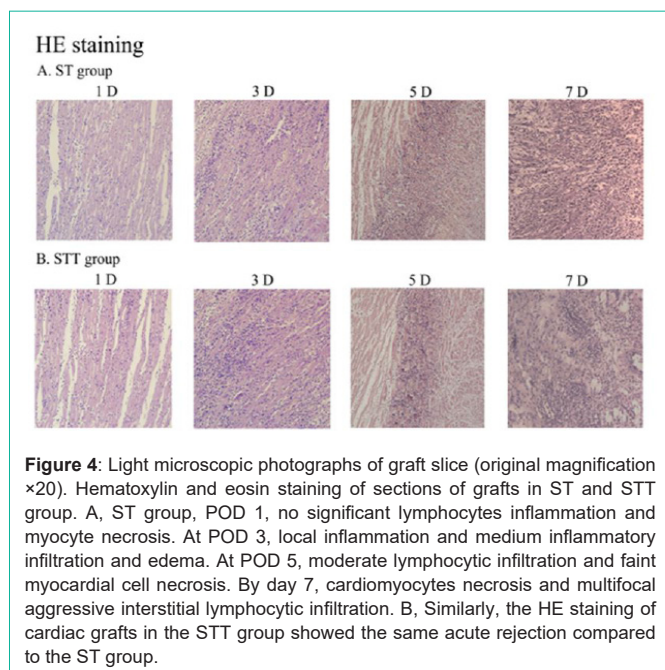 HE staining
A. ST group
1 D 3 D 5 D 7 D
B. STT group
1 D 3 D 5 D 7 D
Figure 4: Light microscopic photographs of graft slice (original magnification
×20). Hematoxylin and eosin staining of sections of grafts in ST and STT
group. A, ST group, POD 1, no significant lymphocytes inflammation and
myocyte necrosis. At POD 3, local inflammation and medium inflammatory
infiltration and edema. At POD 5, moderate lymphocytic infiltration and faint
myocardial cell necrosis. By day 7, cardiomyocytes necrosis and multifocal
aggressive interstitial lymphocytic infiltration. B, Similarly, the HE staining of
cardiac grafts in the STT group showed the same acute rejection compared
to the ST group.